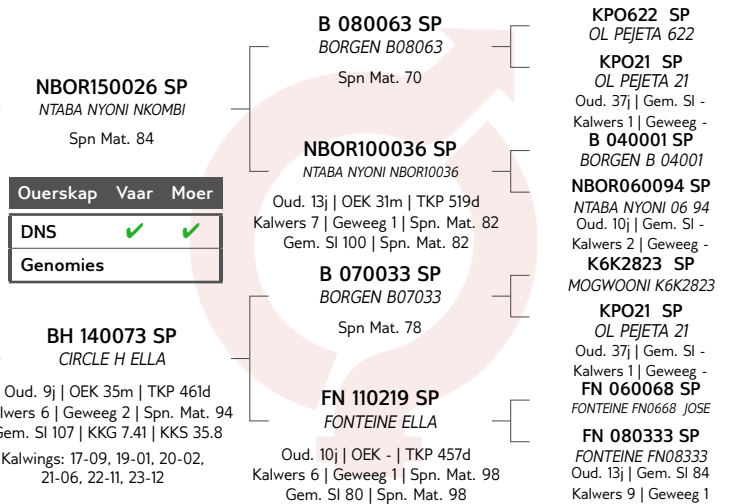 NBOR150026 SP
NTABA NYONI NKOMBI
Spn Mat. 84
Ouerskap Vaar Moer
DNS ✔ ✔
Genomies
BH 140073 SP
CIRCLE H ELLA
Oud. 9j | OEK 35m | TKP 461d
lwers 6 | Geweeg 2 | Spn. Mat. 94
Gem. SI 107 | KKG 7.41 | KKS 35.8
Kalwings: 17-09, 19-01, 20-02,
21-06, 22-11, 23-12
B 080063 SP
BORGEN B08063
Spn Mat. 70
NBOR100036 SP
NTABA NYONI NBOR10036
Oud. 13j | OEK 31m | TKP 519d
Kalwers 7 | Geweeg 1 | Spn. Mat. 82
Gem. SI 100 | Spn. Mat. 82
B 070033 SP
BORGEN B07033
Spn Mat. 78
FN 110219 SP
FONTEINE ELLA
Oud. 10j | OEK - | TKP 457d
Kalwers 6 | Geweeg 1 | Spn. Mat. 98
Gem. SI 80 | Spn. Mat. 98
KPO622 SP
OL PEJETA 622
KPO21 SP
OL PEJETA 21
Oud. 37j | Gem. SI -
Kalwers 1 | Geweeg -
B 040001 SP
BORGEN B 04001
NBOR060094 SP
NTABA NYONI 06 94
Oud. 10j | Gem. SI -
Kalwers 2 | Geweeg -
K6K2823 SP
MOGWOONI K6K2823
KPO21 SP
OL PEJETA 21
Oud. 37j | Gem. SI -
Kalwers 1 | Geweeg -
FN 060068 SP
FONTEINE FN0668 JOSE
FN 080333 SP
FONTEINE FN08333
Oud. 13j | Gem. SI 84
Kalwers 9 | Geweeg 1